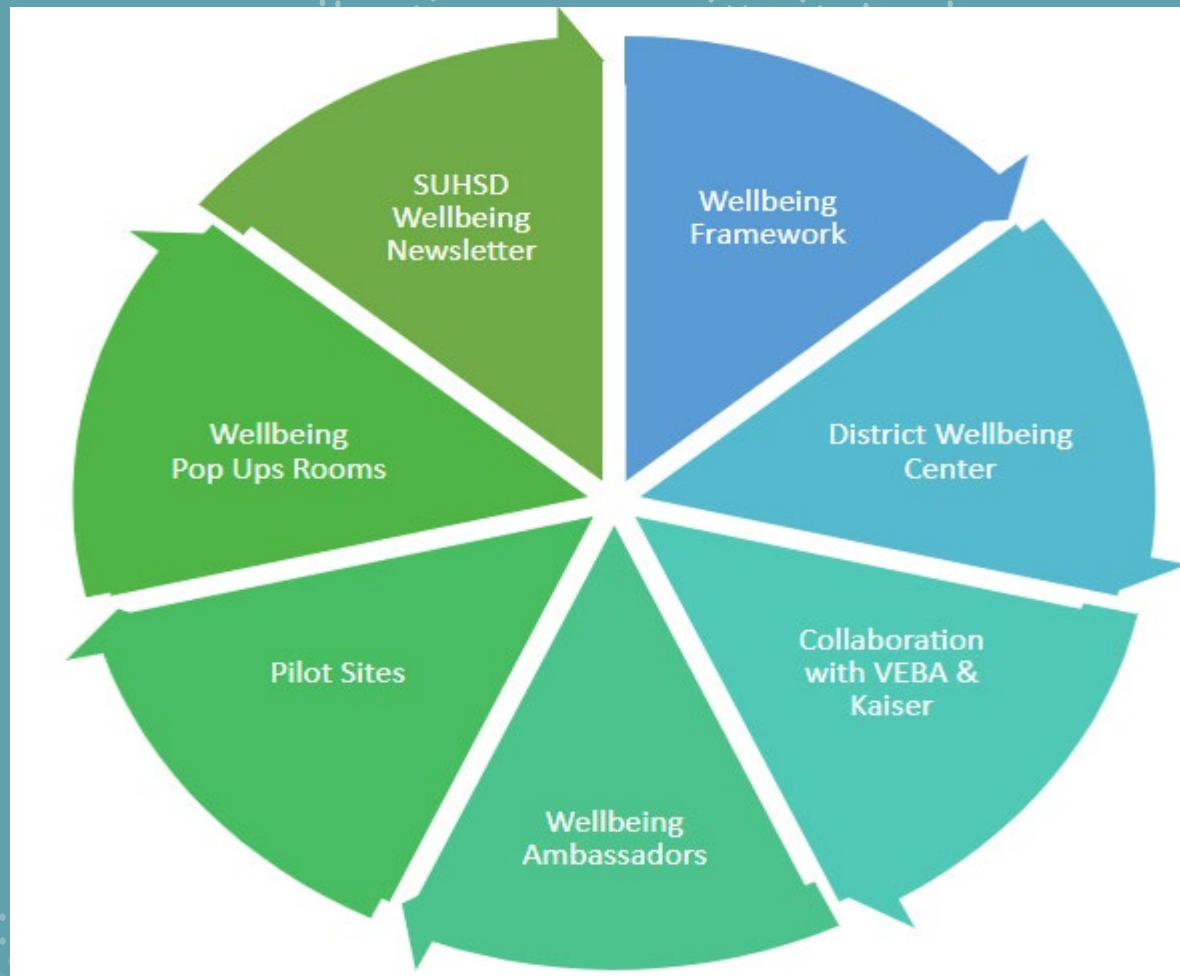 Wellbeing
Framework
District Wellbeing
Center
Collaboration
with VEBA &
Kaiser
Wellbeing
Ambassadors
Pilot Sites
Wellbeing
Pop Ups Rooms
SUHSD
Wellbeing
Newsletter